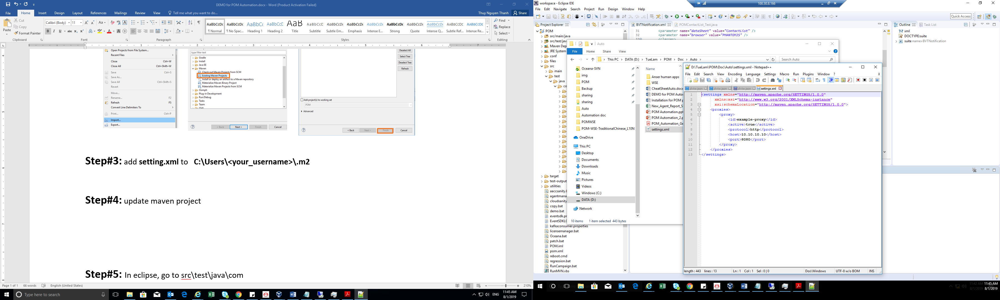 DEMO for POM Automation.docx - Word (Product Activation Failed)
File Home Insert Design Layout References Mailings Review View Tell me what you want to do... Thuy Nguyen Thanh Share
Paste
Cut
Copy
Format Painter
Clipboard
Calibri (Body) 11
Font
Paragraph
¶ Normal
¶ No Spac...
Heading 1
Heading 2
Title
Subtitle
Subtle Em...
Emphasis
Intense E...
Strong
Quote
Intense Q...
Subtle Ref...
Intense Re...
Styles
Find
Replace
Select
Editing
Open Projects from File System...
Recent Files
Close Ctrl+W
Close All Ctrl+Shift+W
Save Ctrl+S
Save As...
Save All Ctrl+Shift+S
Revert
Move...
Rename... F2
Refresh F5
Convert Line Delimiters To
Print... Ctrl+P
Import...
Export...
type filter text
Gradle
Install
Java EE
Maven
Check out Maven Projects from SCM
Existing Maven Projects
Install or deploy an artifact to a Maven repository
Materialize Maven Binary Project
Materialize Maven Projects from SCM
Oomph
Plug-in Development
Run/Debug
Tasks
Team
< Back Next > Finish Cancel
Deselect All
Select Tree
Deselect Tree
Refresh
Add project(s) to working set
POM
Advanced
< Back Next > Finish Cancel
Step#3: add setting.xml to C:\Users\<your_username>\.m2
Step#4: update maven project
Step#5: In eclipse, go to src\test\java\com
Page 1 of 1 66 words English (United States) 210%
Type here to search
ENG
11:45 AM
8/1/2019
workspace - Eclipse IDE
100.30.8.166
File Edit Navigate Search Project Run Design Window Help
Quick Access
Project Explorer
POM
src/main/java
src/test/java
Maven Dep
JRE System
conf
files
src
main
test
java
co
target
test-output
utilities
aaccsanity.
agentmana
cloudsanity
copy.bat
demo.bat
eventsdk.pr
EventSDKLC
kafkaconsumer.properties
licensemanager.bat
Oceana.bat
patch.bat
POM.iml
pom.xml
reboot.cmd
regression.bat
RunCampaign.bat
RunMVN.vbs
BVTNotification.xml POMContactList_Test.java
31 <parameter name="dataSheet" value="ContactList" />
32 <parameter name="browser" value="PHANTOMJS" />
33 <classes>
Outline Task List
xml
DOCTYPE:suite
suite name=BVTNotification
Auto
File Home Share View
This PC > DATA (D:) > TueLam > POM > Doc > Auto
Search Auto
Oceana-SVN
img
POM
Backup
sharing
sharing
Auto
Automation doc
POMWSE
POM-WSE-TraditionalChinese_L10N
OneDrive
This PC
Desktop
Documents
Downloads
Music
Pictures
Videos
Windows (C:)
DATA (D:)
Network
Name
Anser human apps
WSE
CheatSheetAuto.docx
DEMO for POM Auto
Installation for POM p
New_Agent_Report_S
POM Automation.ppt
POM Automation_2.p
POM_Automation_Ge
settings.xml
10 items 1 item selected 443 bytes
D:\TueLam\POM\Doc\Auto\settings.xml - Notepad++
File Edit Search View Encoding Language Settings Macro Run Plugins Window ? X
zh-tw.json zh-tw.json zh-tw.json settings.xml
1 <settings xmlns="http://maven.apache.org/SETTINGS/1.0.0"
2 xmlns:xsi="http://www.w3.org/2001/XMLSchema-instance"
3 xsi:schemaLocation="http://maven.apache.org/SETTINGS/1.0.0">
4 <proxies>
5 <proxy>
6 <id>example-proxy</id>
7 <active>true</active>
8 <protocol>http</protocol>
9 <host>10.10.10.10</host>
10 <port>8080</port>
11 </proxy>
12 </proxies>
13 </settings>
length : 443 lines : 13 Ln : 1 Col : 1 Sel : 0 | 0 Dos\Windows UTF-8 w/o BOM INS
11:42 AM
8/1/2019
11:45 AM
8/1/2019